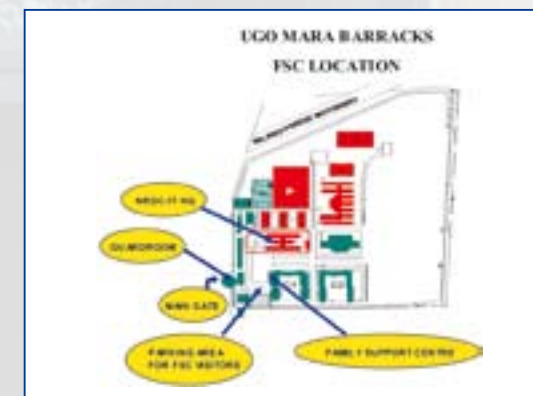 UGO MARA BARRACKS
FSC LOCATION
NRDC-IT HQ
GUARDROOM
MAIN GATE
PARKING AREA
FOR FSC VISITORS
FAMILY SUPPORT CENTRE